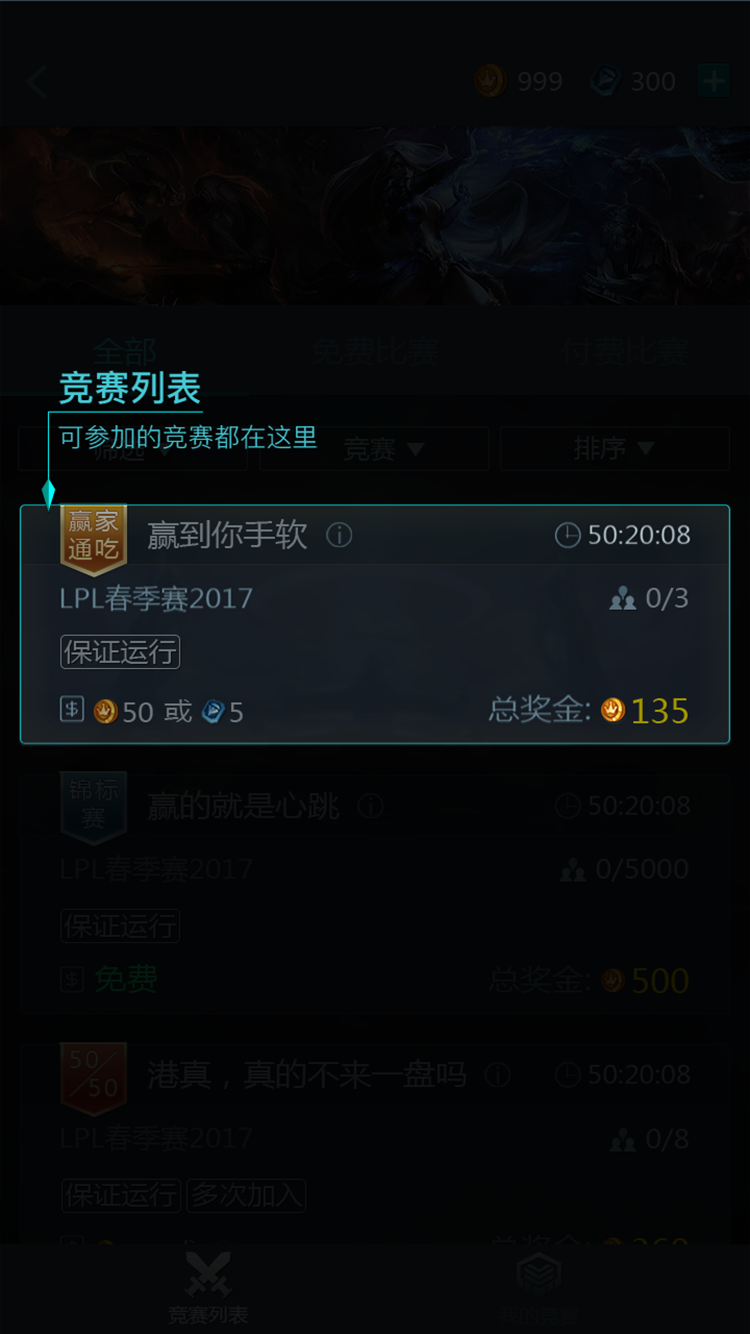 999 300
全部 免费比赛 付费比赛
竞赛列表
可参加的竞赛都在这里
筛选 竞赛 排序
赢家
通吃
赢到你手软 50:20:08
LPL春季赛2017 0/3
保证运行
50 或 5 总奖金: 135
锦标
赛
赢的就是心跳 50:20:08
LPL春季赛2017 0/5000
保证运行
免费 总奖金: 500
50/50
港真，真的不来一盘吗 50:20:08
LPL春季赛2017 0/8
保证运行 多次加入
总奖金:
竞赛列表 我的竞赛